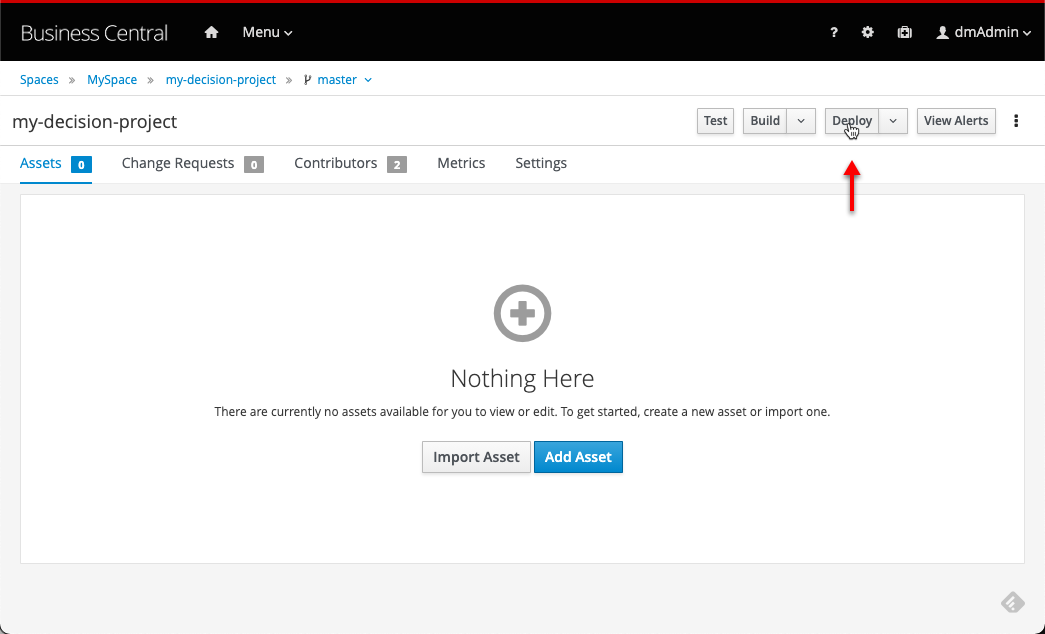 Business Central Menu ? dmAdmin
Spaces » MySpace » my-decision-project » master
my-decision-project Test Build Deploy View Alerts
Assets 0 Change Requests 0 Contributors 2 Metrics Settings
Nothing Here
There are currently no assets available for you to view or edit. To get started, create a new asset or import one.
Import Asset Add Asset